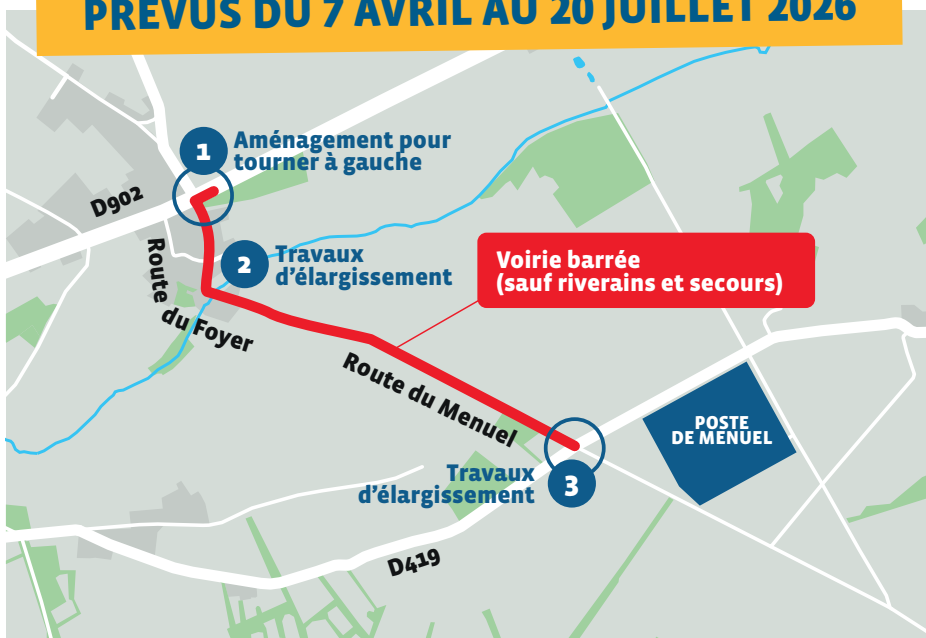 PRÉVUS DU 7 AVRIL AU 20 JUILLET 2026
1
Aménagement pour
tourner à gauche
D902
2
Travaux
d'élargissement
Voirie barrée
(sauf riverains et secours)
Route
du Foyer
Route du Menuel
POSTE
DE MENUEL
Travaux
d'élargissement
3
D419